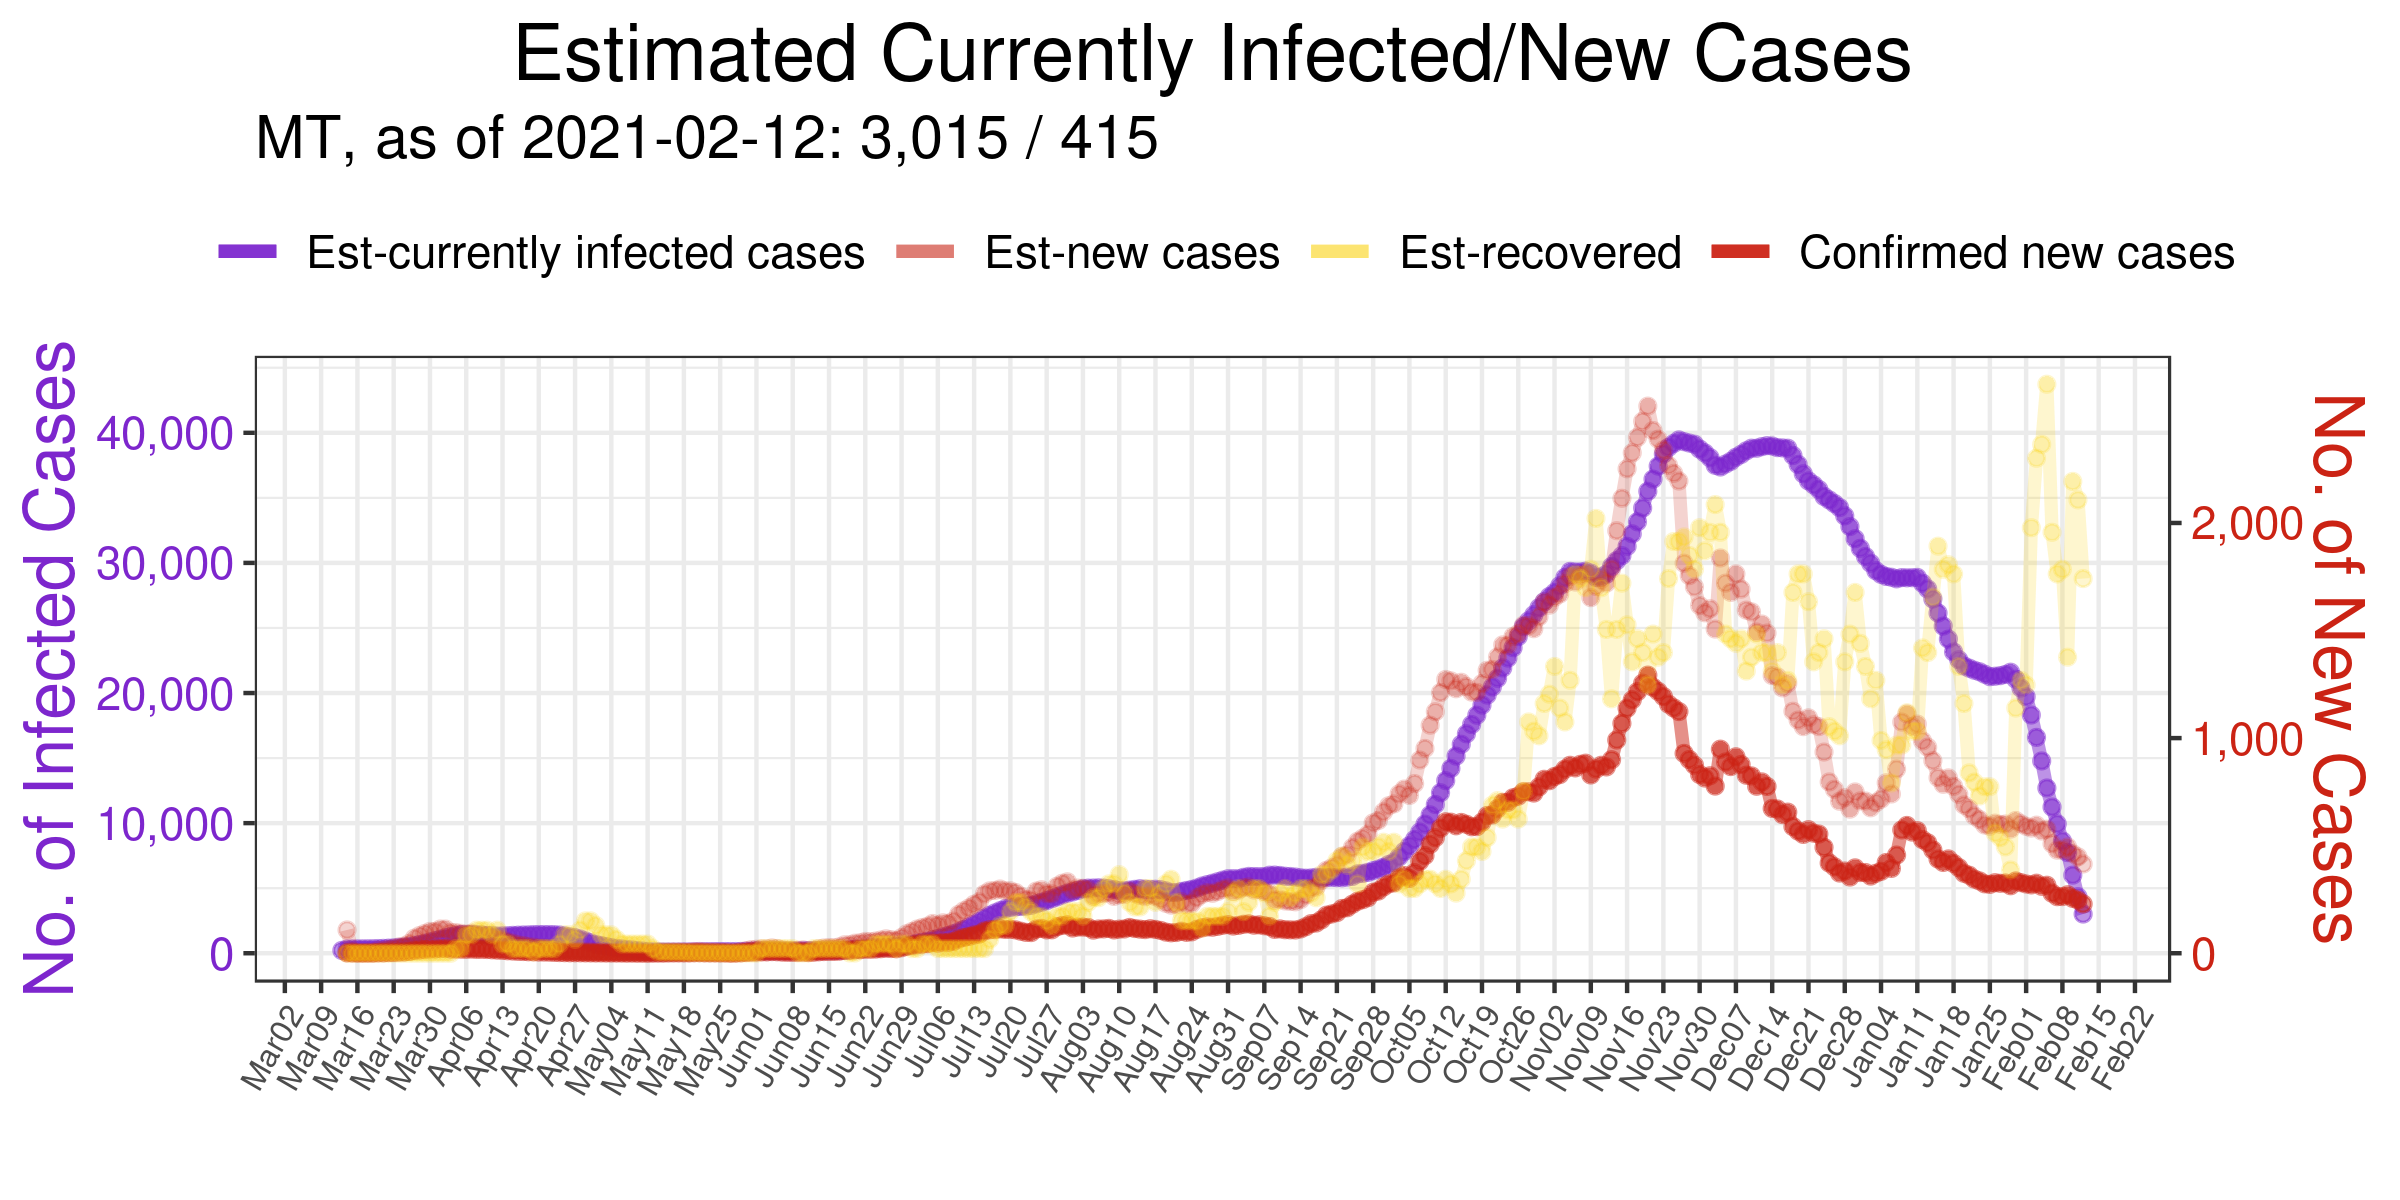 Estimated Currently Infected/New Cases
MT, as of 2021-02-12: 3,015 / 415
Est-currently infected cases Est-new cases Est-recovered Confirmed new cases
No. of Infected Cases
40,000
30,000
20,000
10,000
0
2,000
1,000
0
No. of New Cases
Mar02 Mar09 Mar16 Mar23 Mar30 Apr06 Apr13 Apr20 Apr27 May04 May11 May18 May25 Jun01 Jun08 Jun15 Jun22 Jun29 Jul06 Jul13 Jul20 Jul27 Aug03 Aug10 Aug17 Aug24 Aug31 Sep07 Sep14 Sep21 Sep28 Oct05 Oct12 Oct19 Oct26 Nov02 Nov09 Nov16 Nov23 Nov30 Dec07 Dec14 Dec21 Dec28 Jan04 Jan11 Jan18 Jan25 Feb01 Feb08 Feb15 Feb22